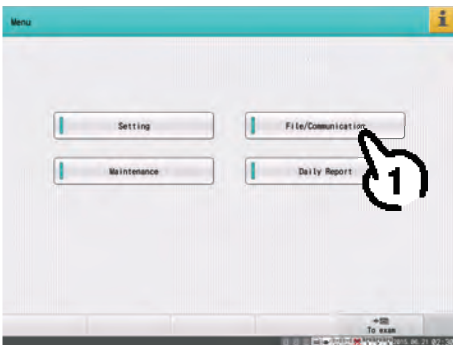 Menu
i
Setting
File/Communication
Maintenance
Daily Report
1
To exam